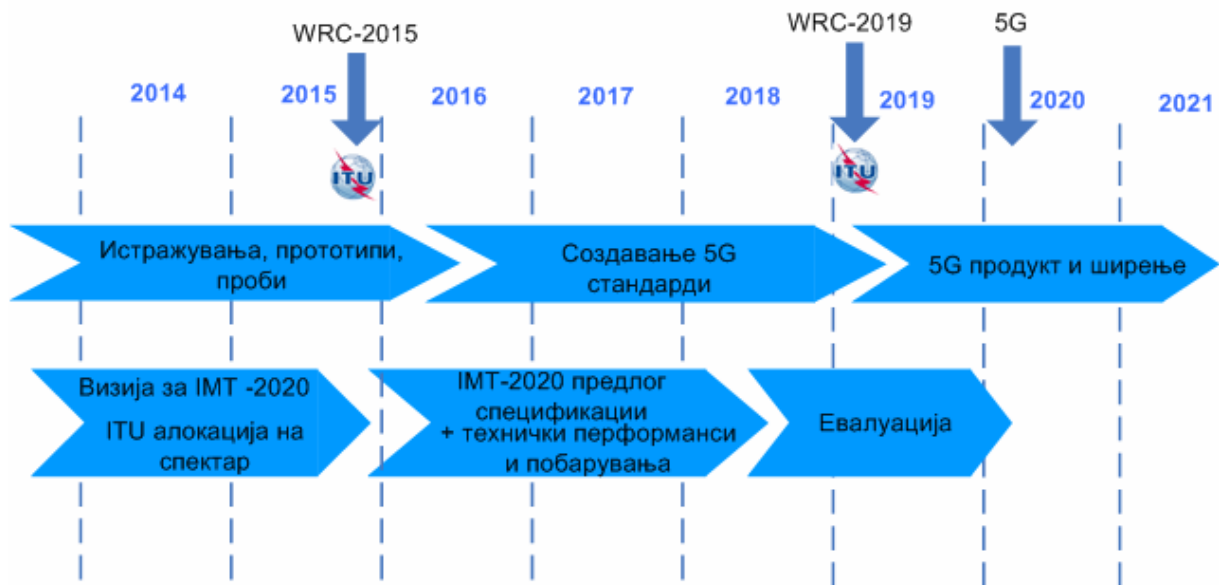 WRC-2015
WRC-2019
5G
2014
2015
2016
2017
2018
2019
2020
2021
ITU
ITU
Истражувања, прототипи,
проби
Создавање 5G
стандарди
5G продукт и ширење
Визија за IMT -2020
ITU алокација на
спектар
IMT-2020 предлог
спецификации
+ технички перформанси
и побарувања
Евалуација